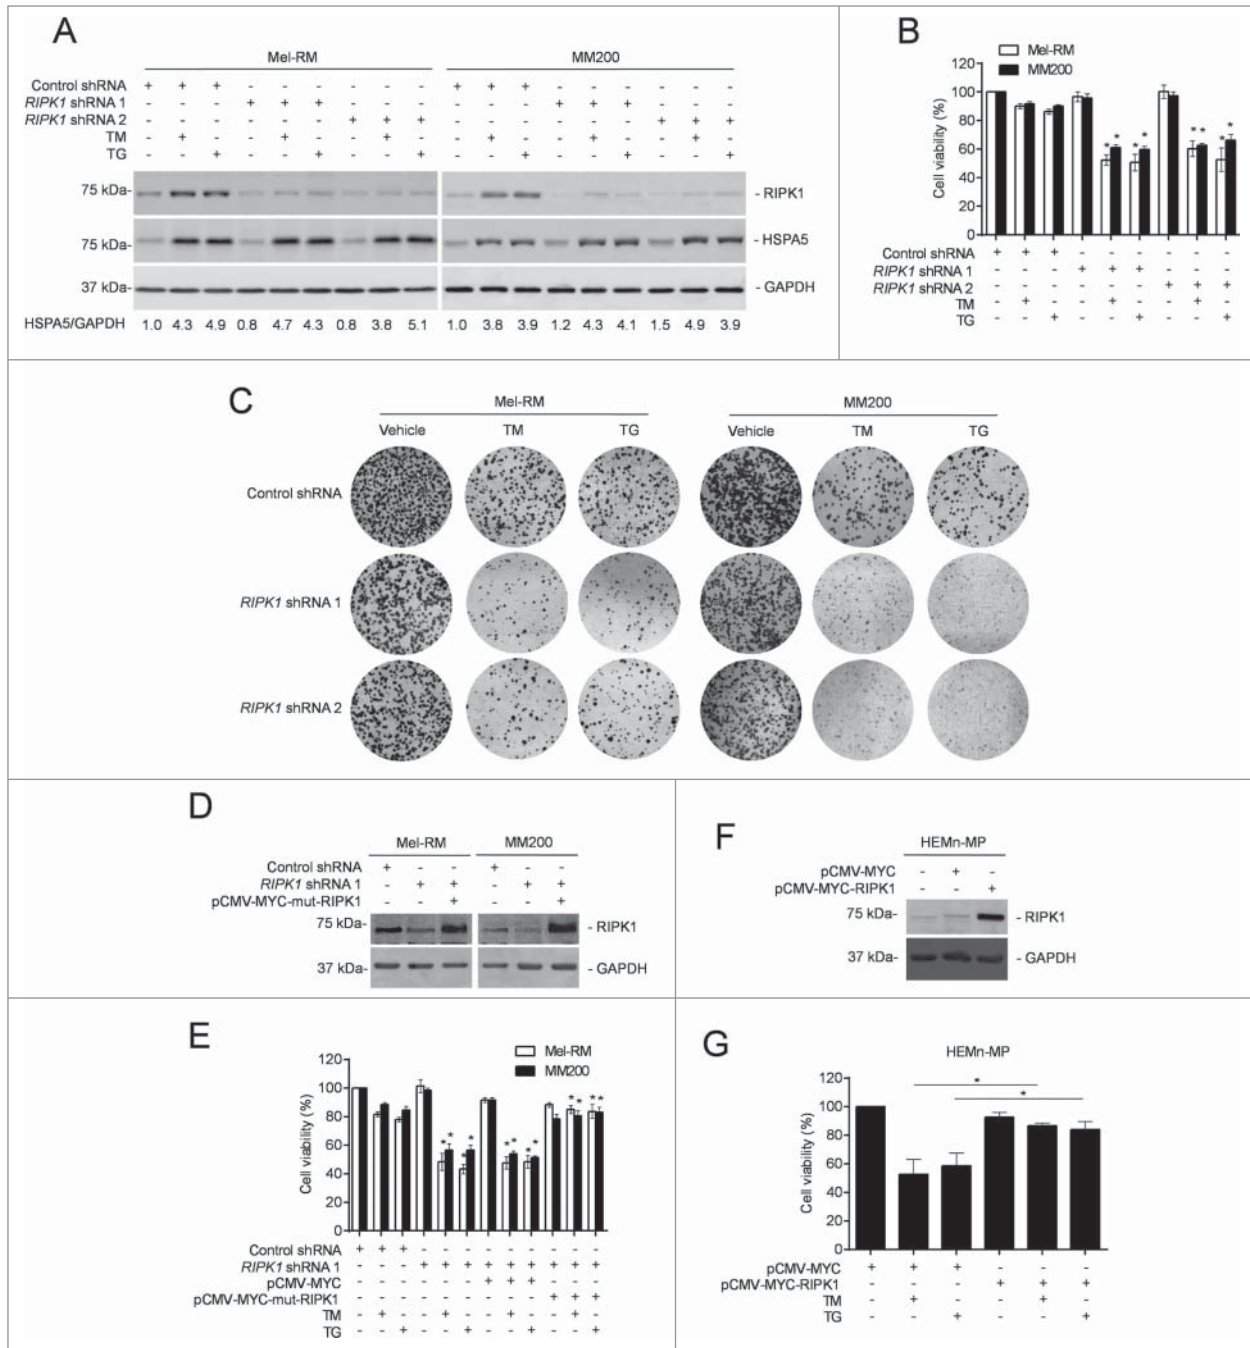 A
Mel-RM MM200
Control shRNA + + + - - - - - - + + + - - - - - -
RIPK1 shRNA 1 - - - + + + - - - - - - + + + - - -
RIPK1 shRNA 2 - - - - - - + + + - - - - - - + + +
TM - + - - + - - + - - + - - + - - + -
TG - - + - - + - - + - - + - - + - - +
75 kDa- - RIPK1
75 kDa- - HSPA5
37 kDa- - GAPDH
HSPA5/GAPDH 1.0 4.3 4.9 0.8 4.7 4.3 0.8 3.8 5.1 1.0 3.8 3.9 1.2 4.3 4.1 1.5 4.9 3.9
B
Mel-RM
MM200
Cell viability (%)
120
100
80
60
40
20
0
* * * * * * * *
Control shRNA + + + - - - - - -
RIPK1 shRNA 1 - - - + + + - - -
RIPK1 shRNA 2 - - - - - - + + +
TM - + - - + - - + -
TG - - + - - + - - +
C
Mel-RM MM200
Vehicle TM TG Vehicle TM TG
Control shRNA
RIPK1 shRNA 1
RIPK1 shRNA 2
D
Mel-RM MM200
Control shRNA + - - + - -
RIPK1 shRNA 1 - + + - + +
pCMV-MYC-mut-RIPK1 - - + - - +
75 kDa- - RIPK1
37 kDa- - GAPDH
F
HEMn-MP
pCMV-MYC - + -
pCMV-MYC-RIPK1 - - +
75 kDa- - RIPK1
37 kDa- - GAPDH
E
Mel-RM
MM200
Cell viability (%)
120
100
80
60
40
20
0
* * * * * * * * * * * *
Control shRNA + + + - - - - - - - - -
RIPK1 shRNA 1 - - - + + + + + + + + +
pCMV-MYC - - - - - - + + + - - -
pCMV-MYC-mut-RIPK1 - - - - - - - - - + + +
TM - + - - + - - + - - + -
TG - - + - - + - - + - - +
G
HEMn-MP
Cell viability (%)
120
100
80
60
40
20
0
*
*
pCMV-MYC + + + - - -
pCMV-MYC-RIPK1 - - - + + +
TM - + - - + -
TG - - + - - +